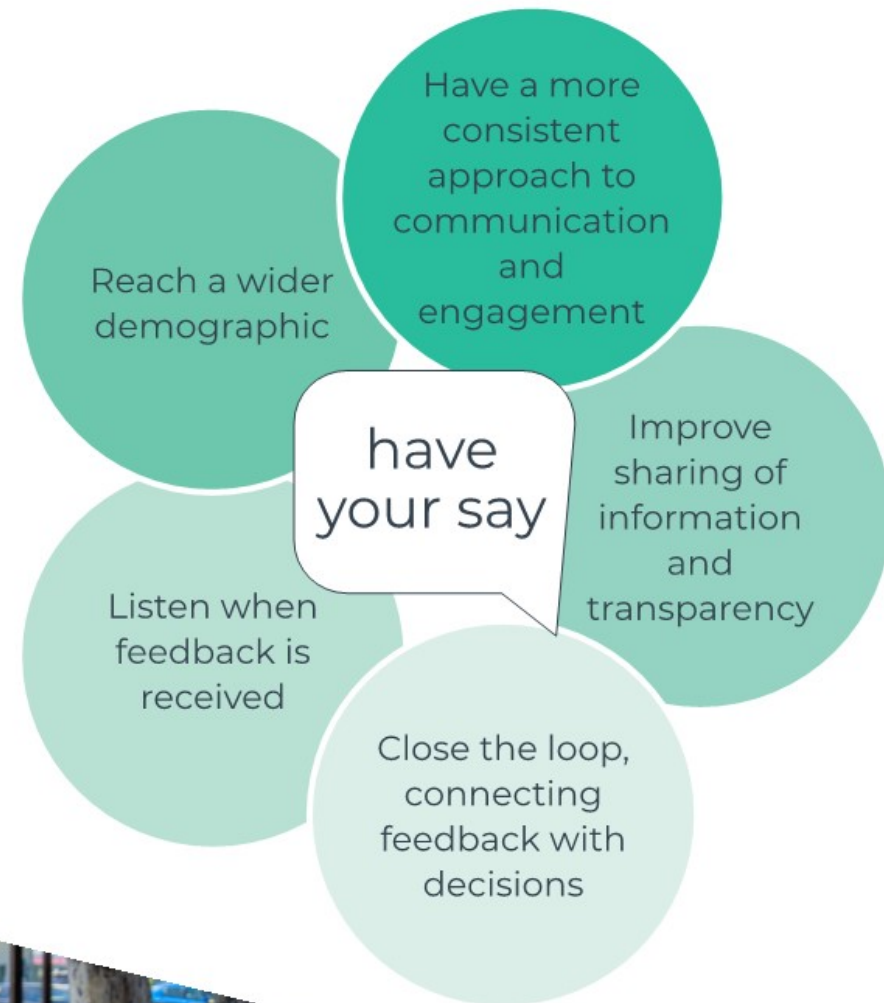 Have a more
consistent
approach to
communication
and
engagement
Reach a wider
demographic
have
your say
Improve
sharing of
information
and
transparency
Listen when
feedback is
received
Close the loop,
connecting
feedback with
decisions